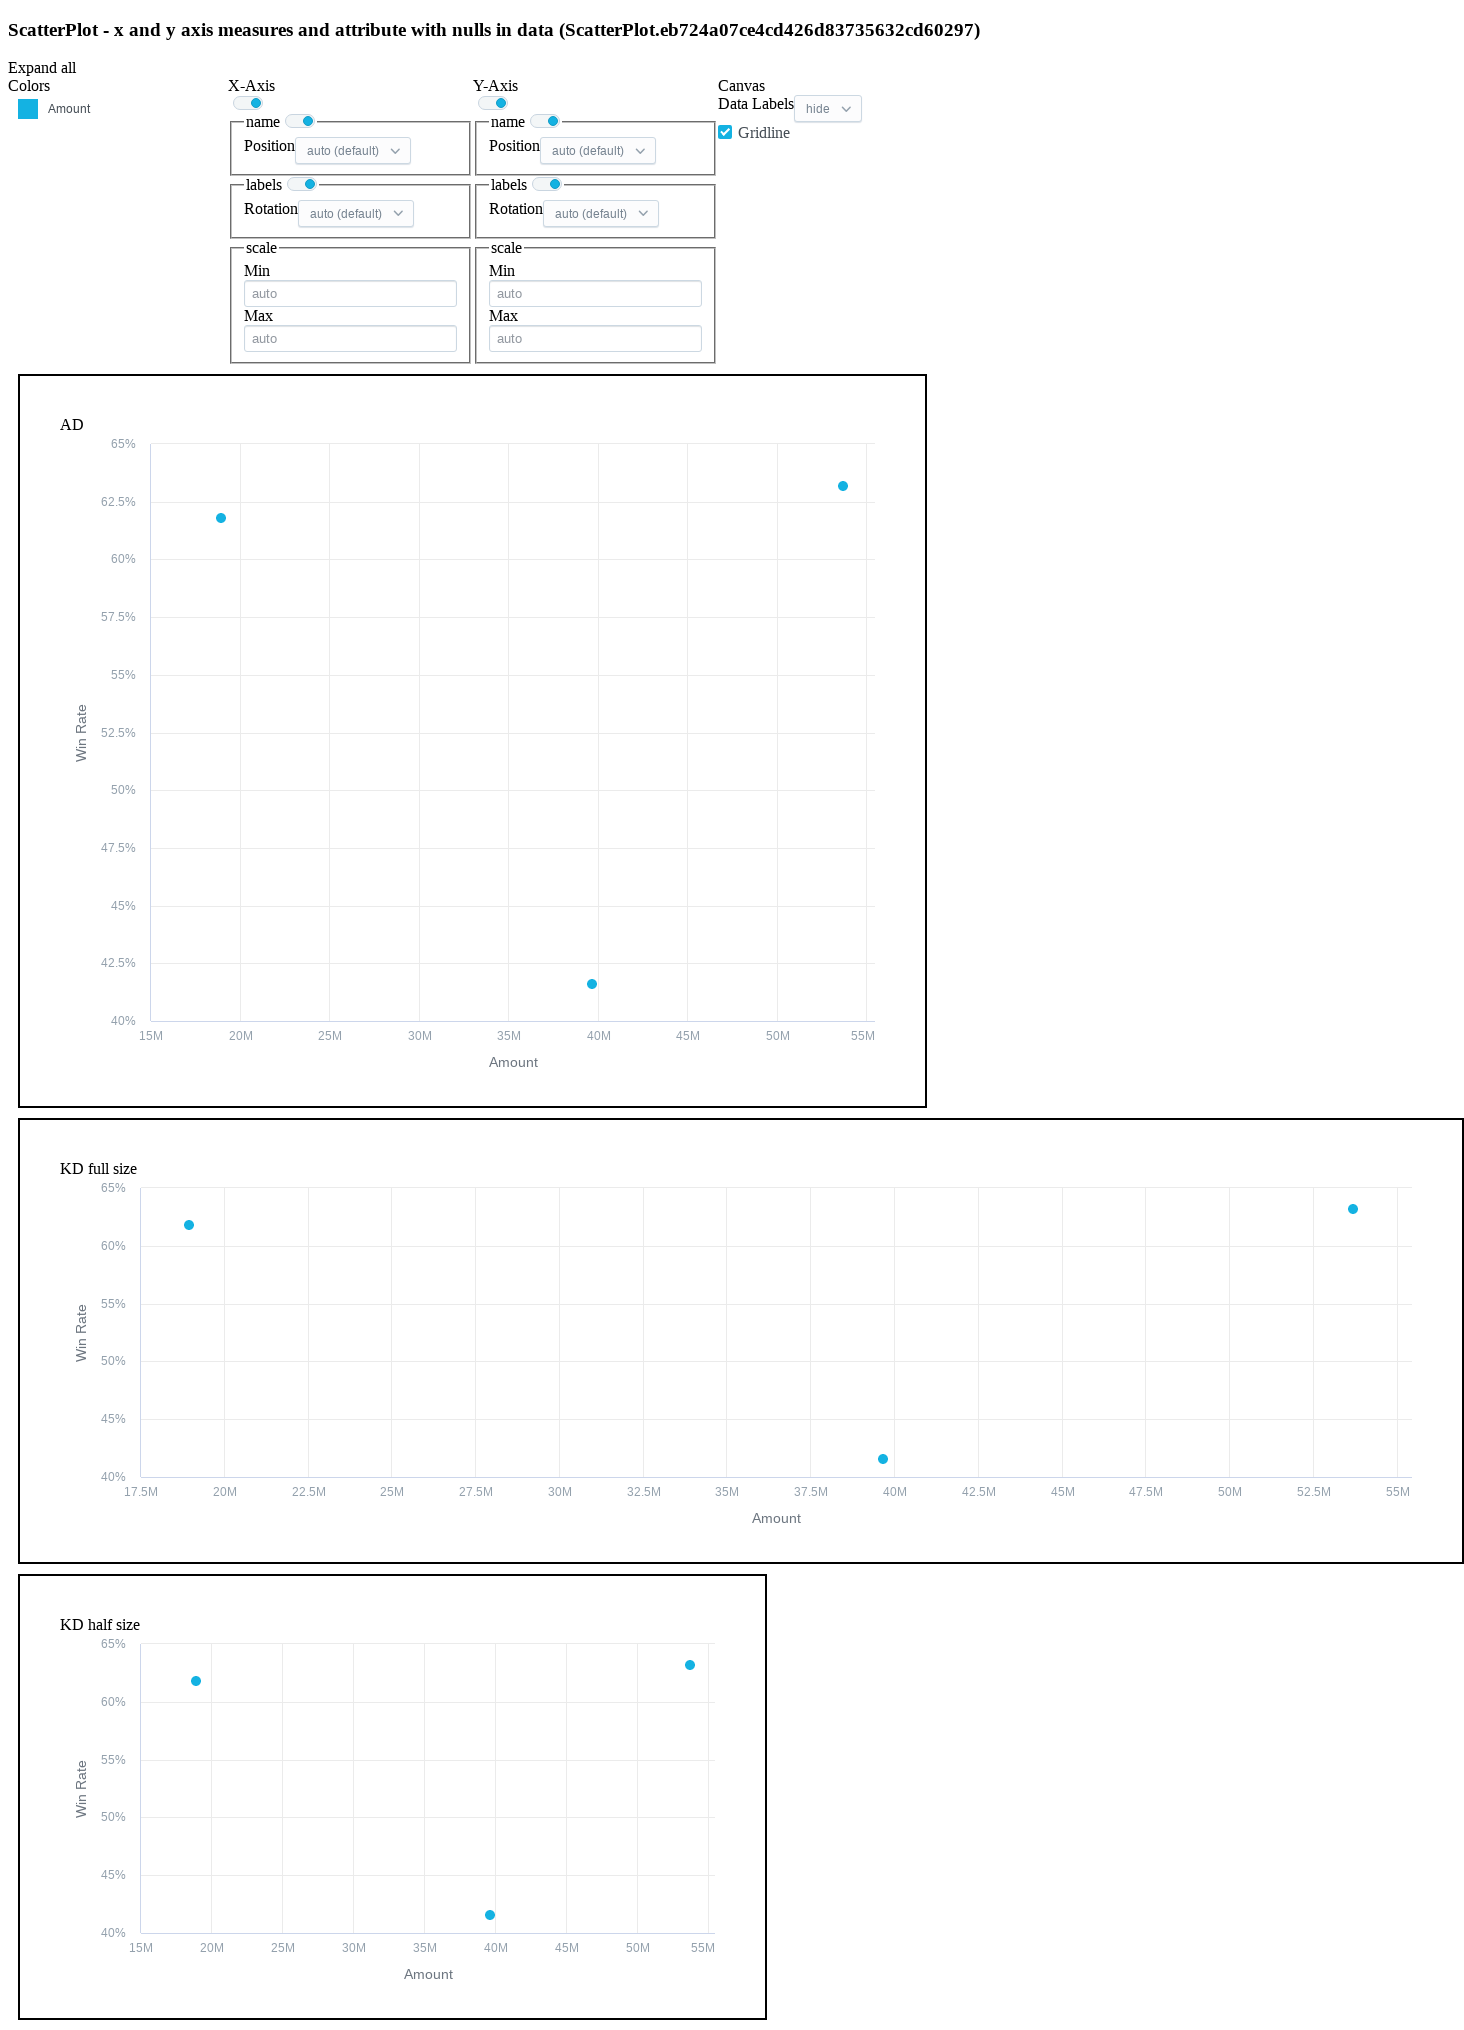 ScatterPlot - x and y axis measures and attribute with nulls in data (ScatterPlot.eb724a07ce4cd426d83735632cd60297)
Expand all
Colors
Amount
X-Axis
name
Position auto (default)
labels
Rotation auto (default)
scale
Min
auto
Max
auto
Y-Axis
name
Position auto (default)
labels
Rotation auto (default)
scale
Min
auto
Max
auto
Canvas
Data Labels hide
Gridline
AD
65%
62.5%
60%
57.5%
55%
52.5%
50%
47.5%
45%
42.5%
40%
Win Rate
15M 20M 25M 30M 35M 40M 45M 50M 55M
Amount
KD full size
65%
60%
55%
50%
45%
40%
Win Rate
17.5M 20M 22.5M 25M 27.5M 30M 32.5M 35M 37.5M 40M 42.5M 45M 47.5M 50M 52.5M 55M
Amount
KD half size
65%
60%
55%
50%
45%
40%
Win Rate
15M 20M 25M 30M 35M 40M 45M 50M 55M
Amount